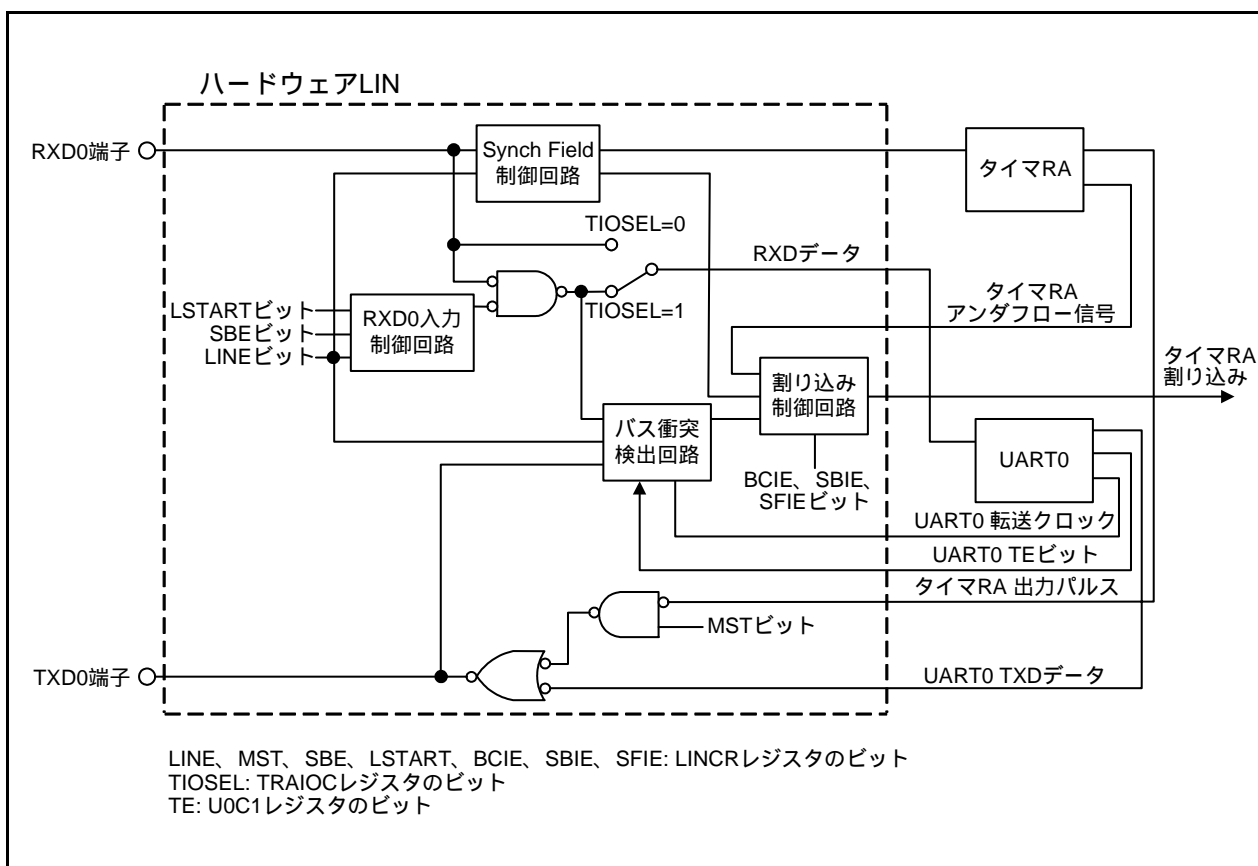 ハードウェアLIN
RXD0端子
Synch Field
制御回路
タイマRA
TIOSEL=0
RXDデータ
TIOSEL=1
LSTARTビット
SBEビット
LINEビット
RXD0入力
制御回路
タイマRA
アンダフロー信号
タイマRA
割り込み
割り込み
制御回路
バス衝突
検出回路
UART0
BCIE、SBIE、
SFIEビット
UART0 転送クロック
UART0 TEビット
タイマRA 出力パルス
MSTビット
TXD0端子
UART0 TXDデータ
LINE、MST、SBE、LSTART、BCIE、SBIE、SFIE: LINCRレジスタのビット
TIOSEL: TRAIOCレジスタのビット
TE: U0C1レジスタのビット